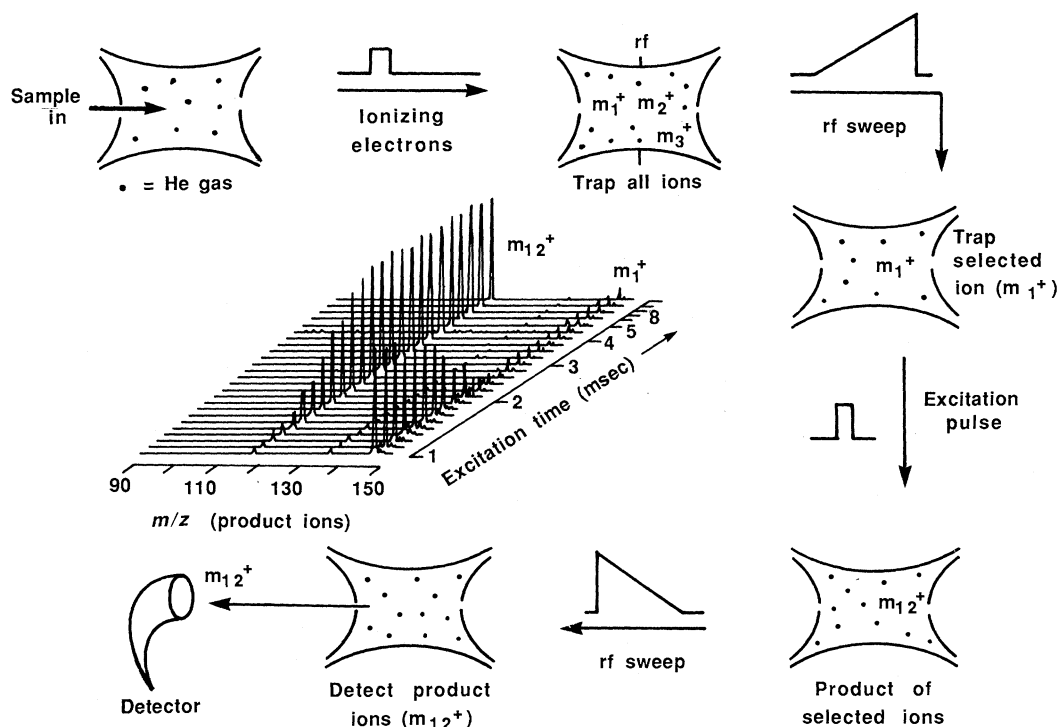 Sample
in
• = He gas
Ionizing
electrons
rf
m₁⁺ m₂⁺
m₃⁺
Trap all ions
rf sweep
m₁⁺
Trap
selected
ion (m₁⁺)
Excitation
pulse
m₁₂⁺
Product of
selected ions
rf sweep
Detect product
ions (m₁₂⁺)
m₁₂⁺
Detector
m₁₂⁺
m₁⁺
1 2 3 4 5 8
Excitation time (msec)
90 110 130 150
m/z (product ions)